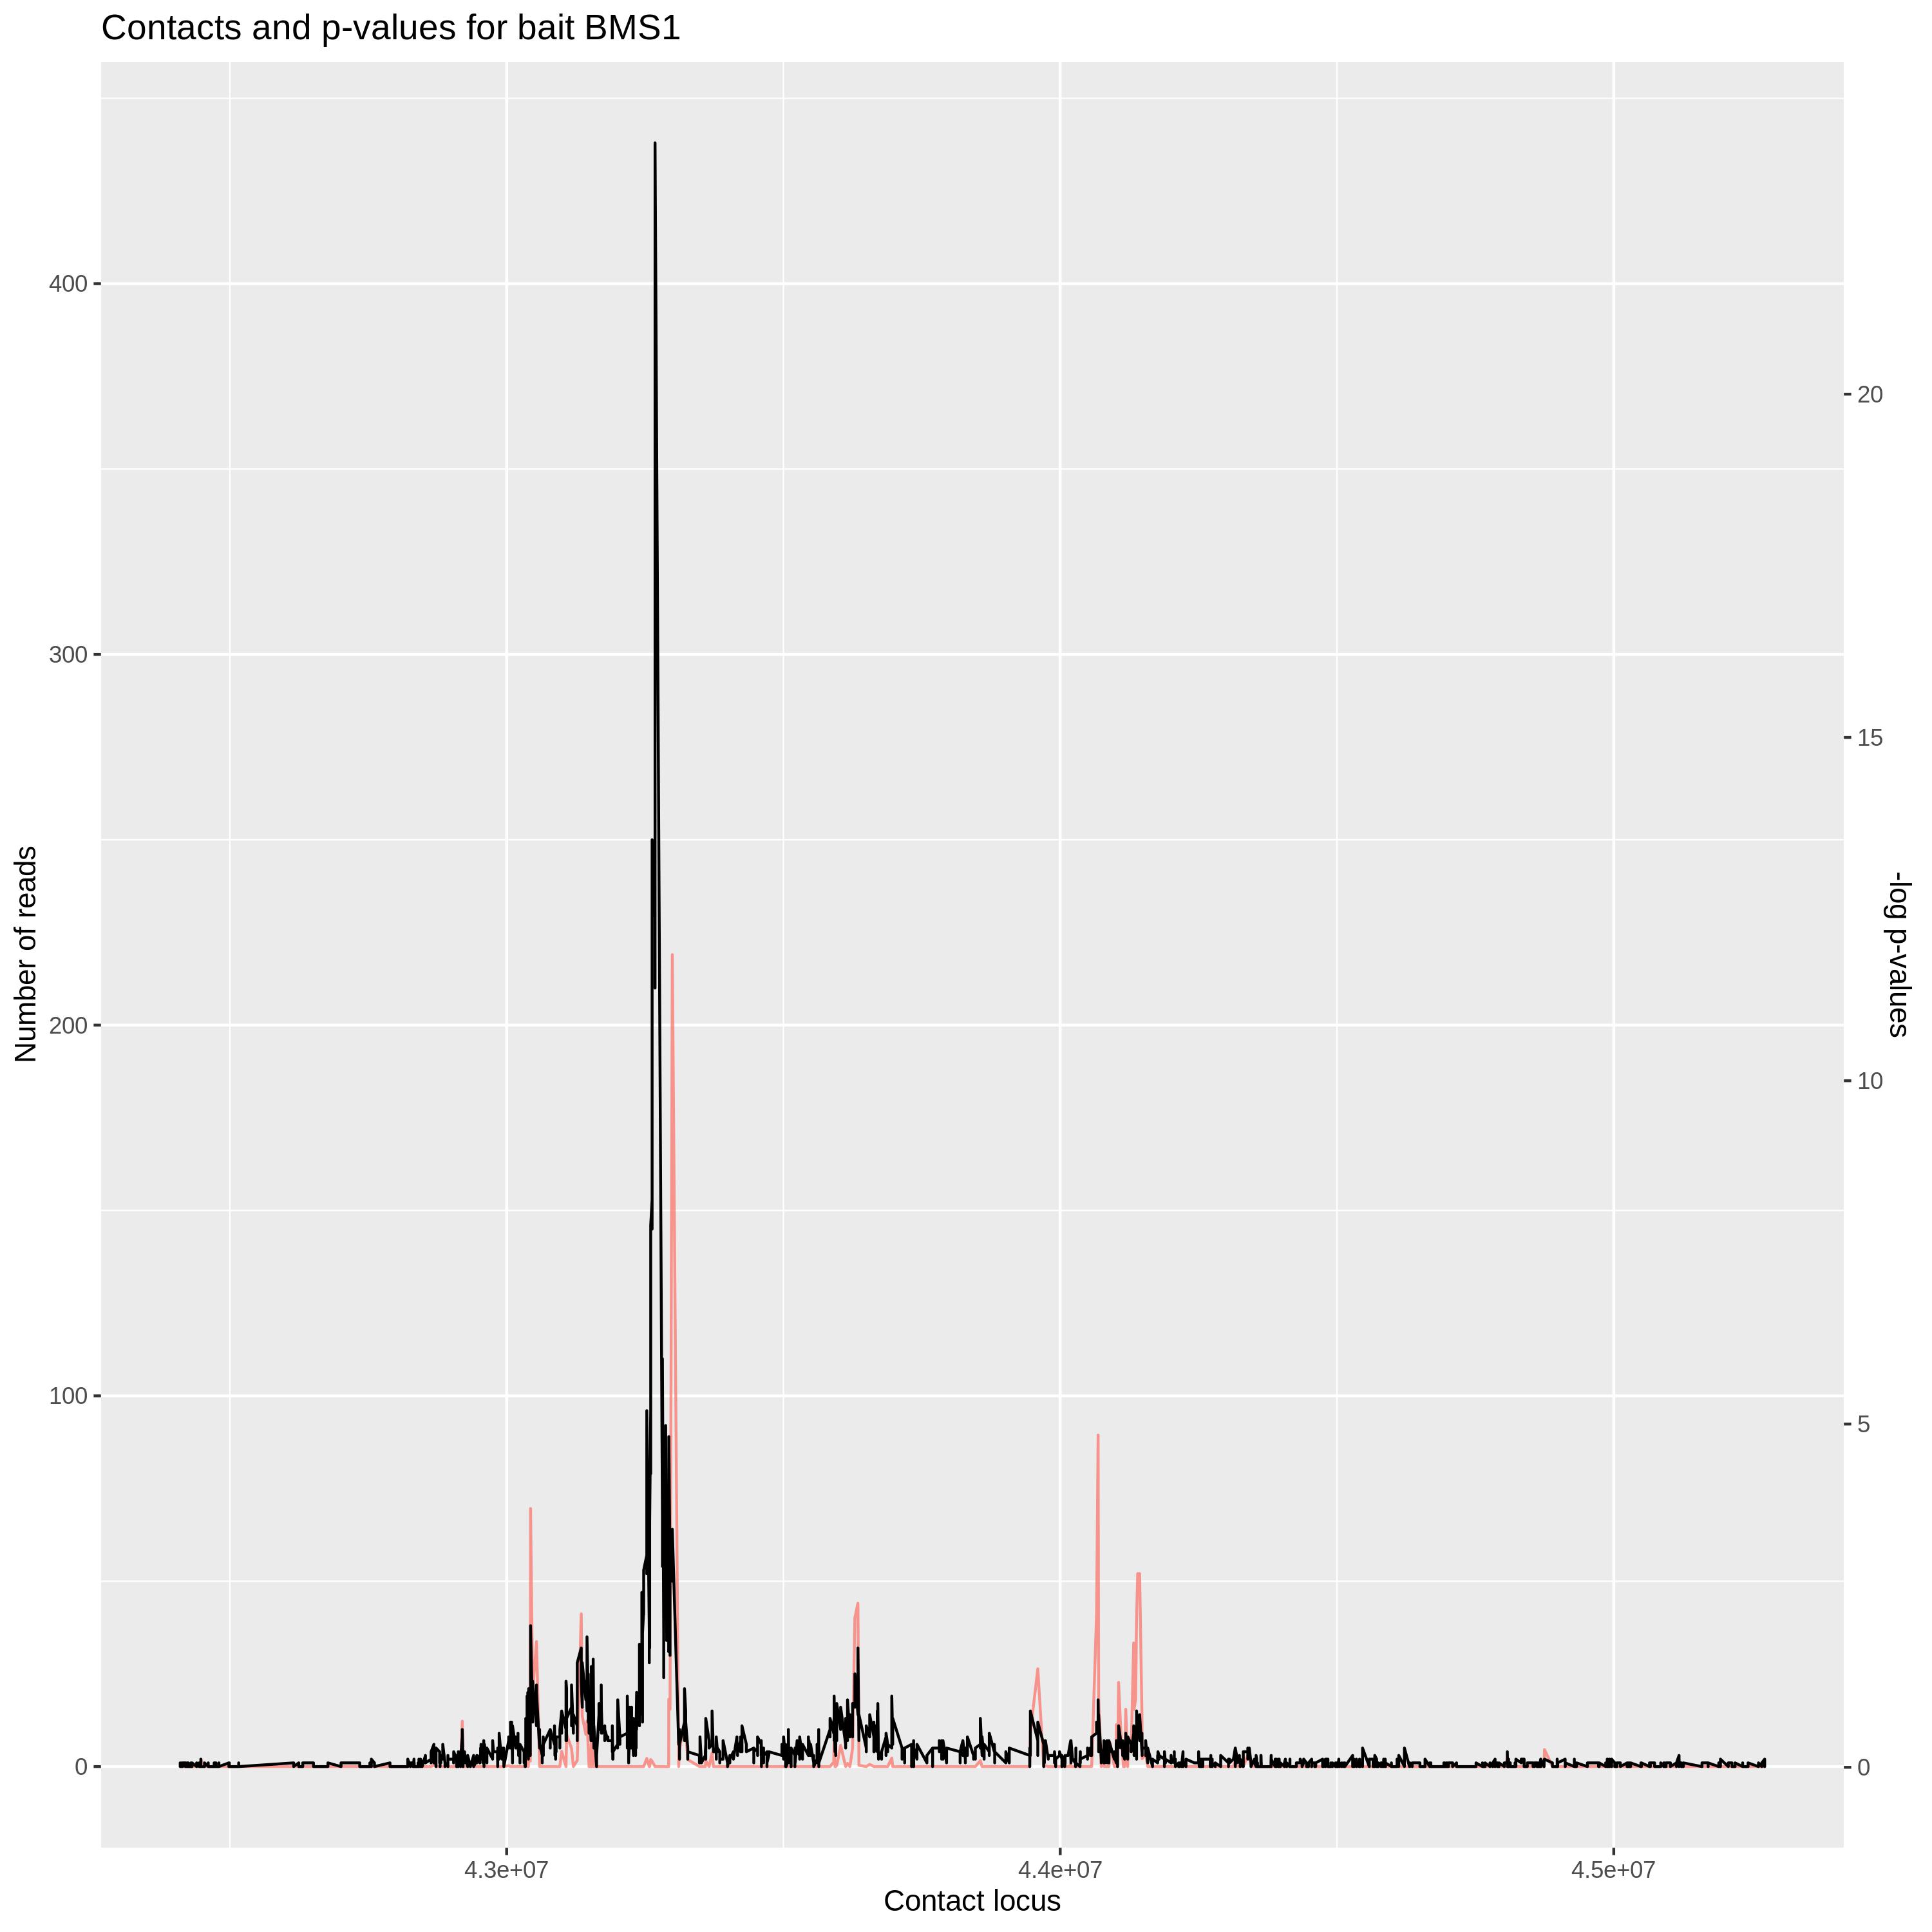 Contacts and p-values for bait BMS1
Number of reads
400
300
200
100
0
20
15
10
5
0
-log p-values
4.3e+07
4.4e+07
4.5e+07
Contact locus